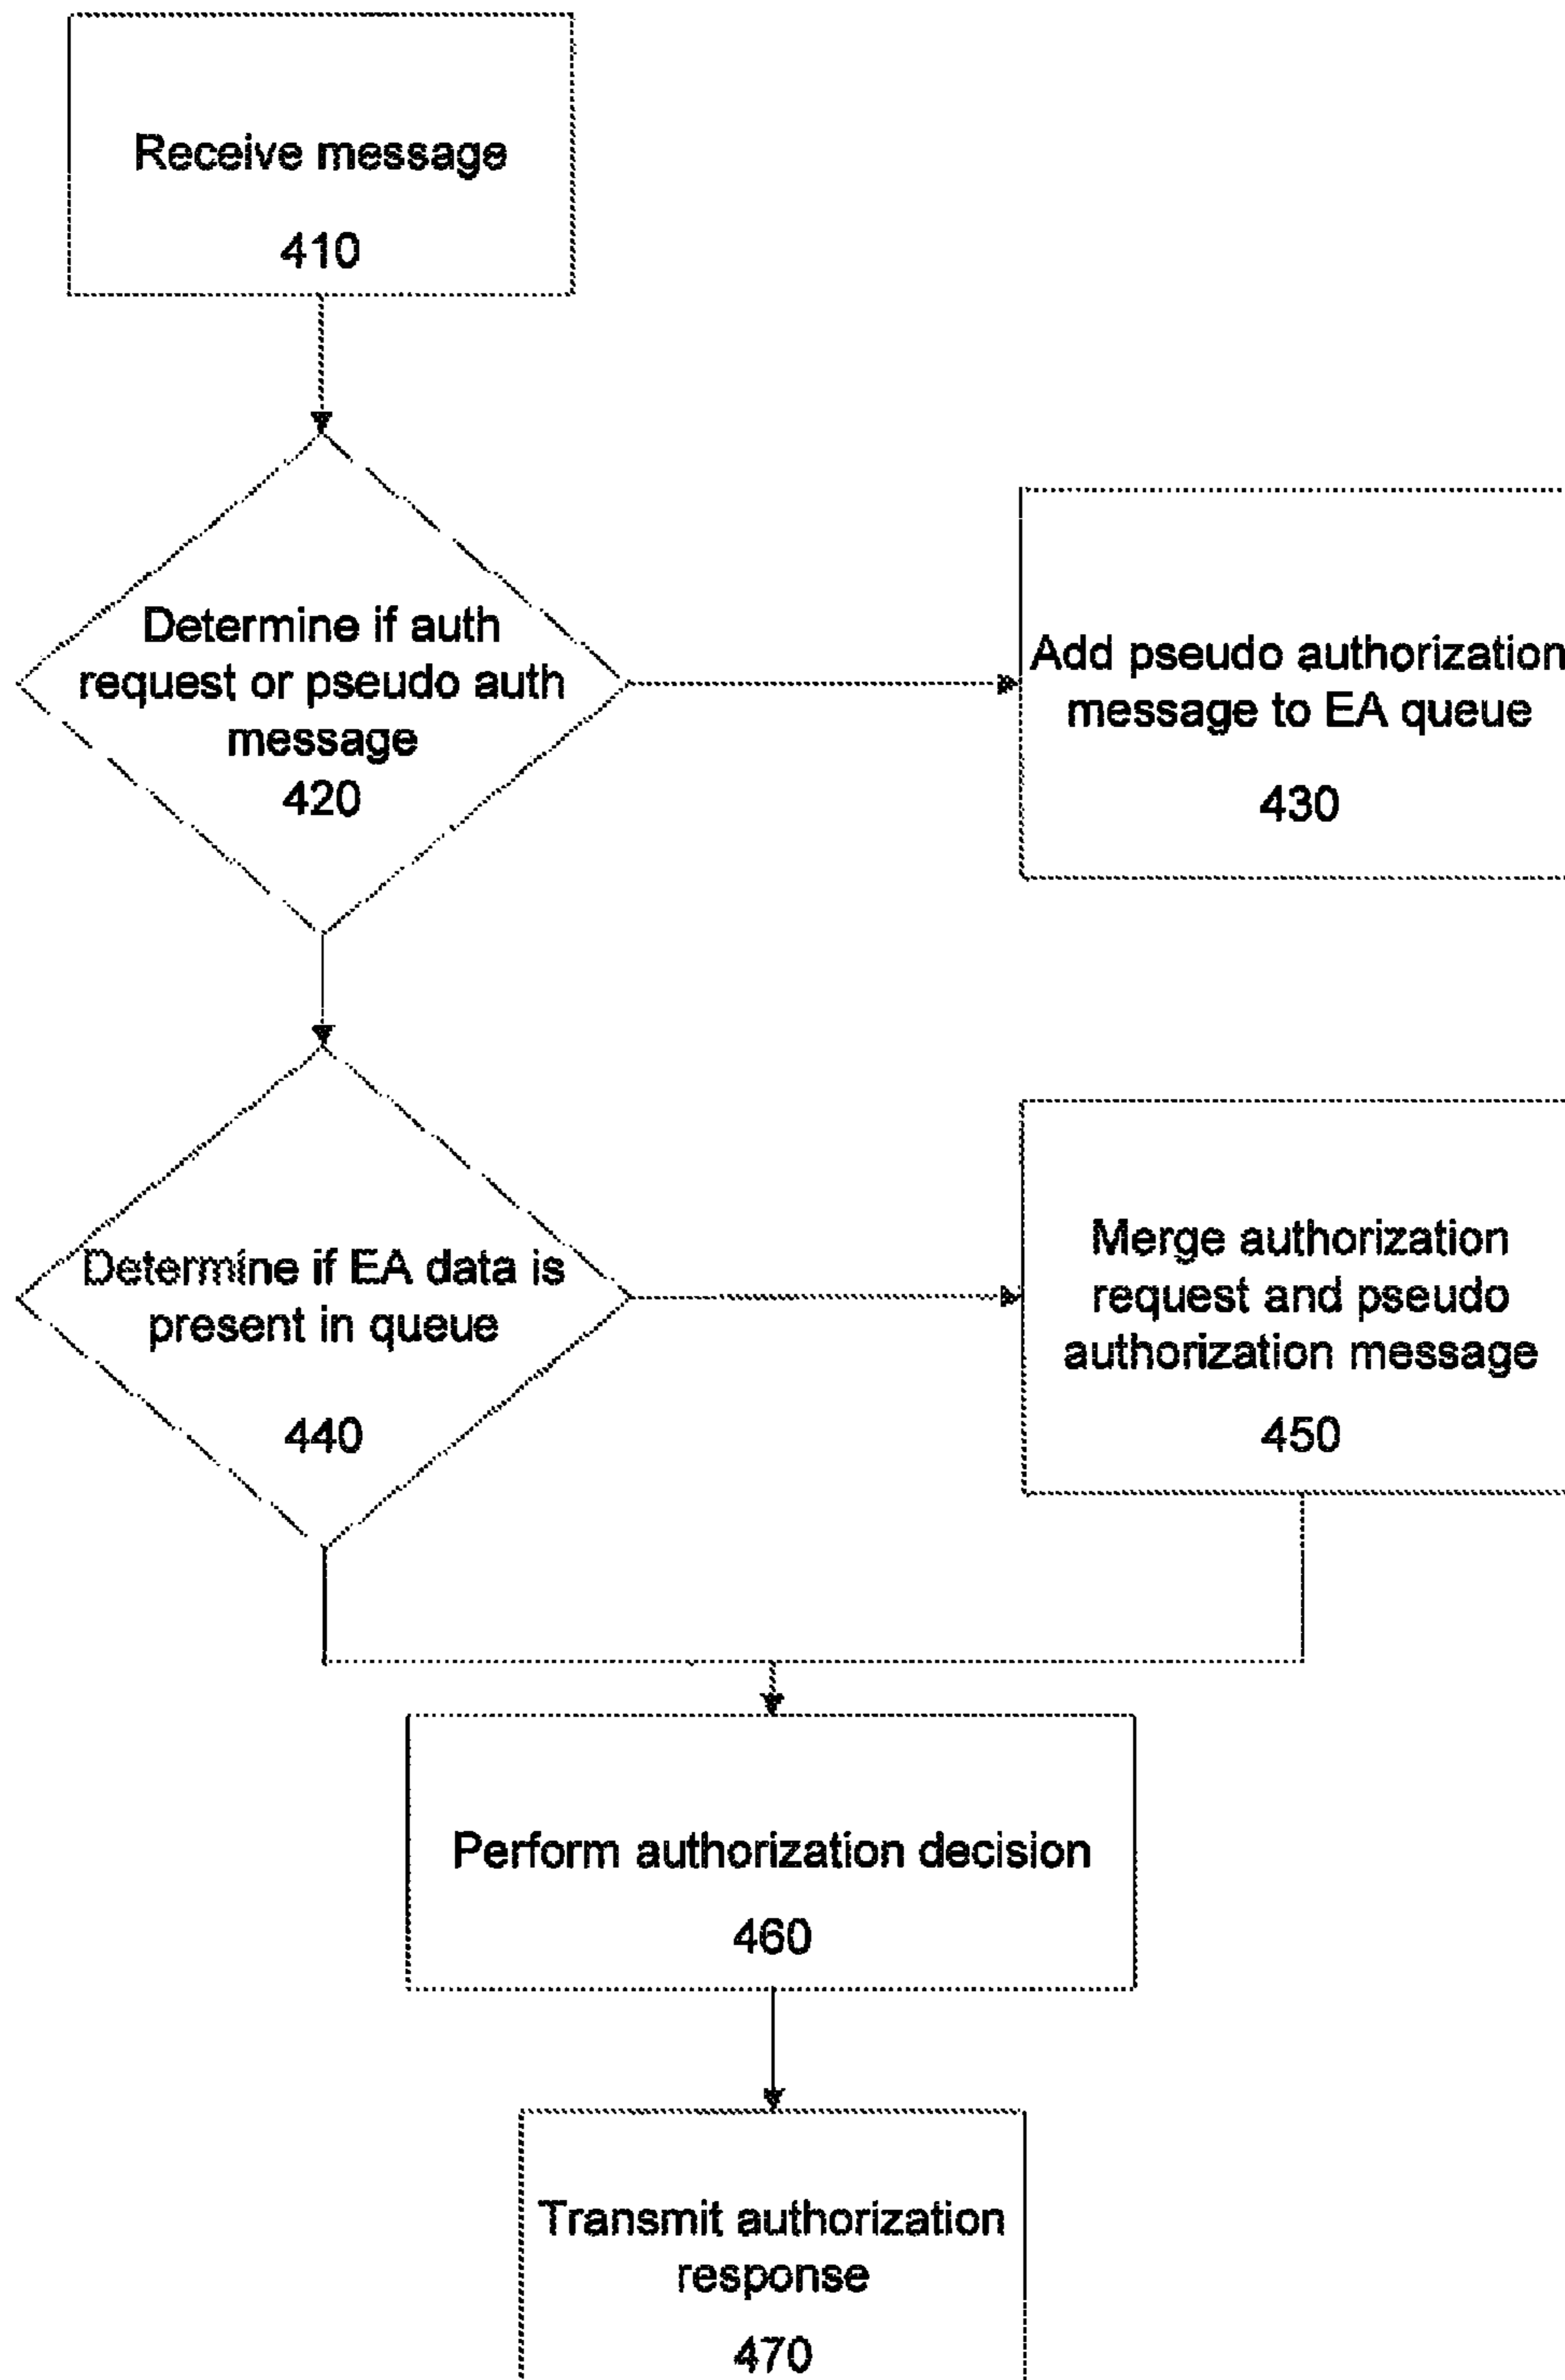 Receive message
410
Determine if auth
request or pseudo auth
message
420
Add pseudo authorization
message to EA queue
430
Determine if EA data is
present in queue
440
Merge authorization
request and pseudo
authorization message
450
Perform authorization decision
460
Transmit authorization
response
470